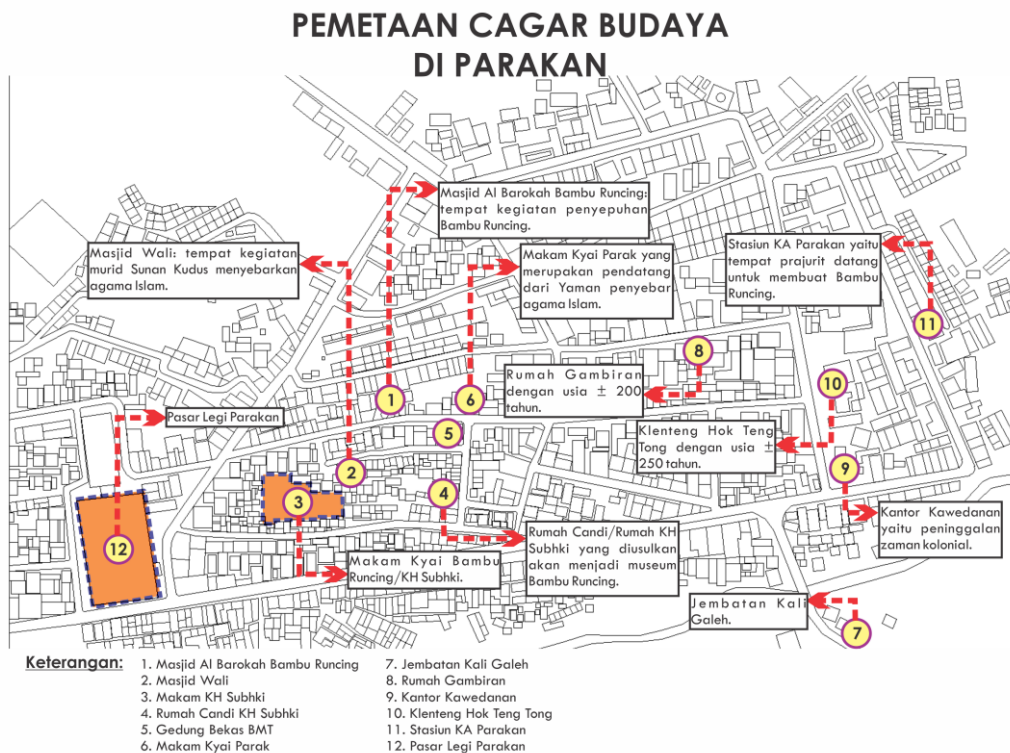 PEMETAAN CAGAR BUDAYA
DI PARAKAN
Masjid Al Barokah Bambu Runcing:
tempat kegiatan penyepuhan
Bambu Runcing.
Masjid Wali: tempat kegiatan
murid Sunan Kudus menyebarkan
agama Islam.
Makam Kyai Parak yang
merupakan pendatang
dari Yaman penyebar
agama Islam.
Stasiun KA Parakan yaitu
tempat prajurit datang
untuk membuat Bambu
Runcing.
11
8
Rumah Gambiran
dengan usia ± 200
tahun.
10
1
6
Pasar Legi Parakan
5
Klenteng Hok Teng
Tong dengan usia ±
250 tahun.
2
9
3
4
Kantor Kawedanan
yaitu peninggalan
zaman kolonial.
12
Makam Kyai Bambu
Runcing/KH Subhki.
Rumah Candi/Rumah KH
Subhki yang diusulkan
akan menjadi museum
Bambu Runcing.
Jembatan Kali
Galeh.
7
Keterangan:
1. Masjid Al Barokah Bambu Runcing
2. Masjid Wali
3. Makam KH Subhki
4. Rumah Candi KH Subhki
5. Gedung Bekas BMT
6. Makam Kyai Parak
7. Jembatan Kali Galeh
8. Rumah Gambiran
9. Kantor Kawedanan
10. Klenteng Hok Teng Tong
11. Stasiun KA Parakan
12. Pasar Legi Parakan